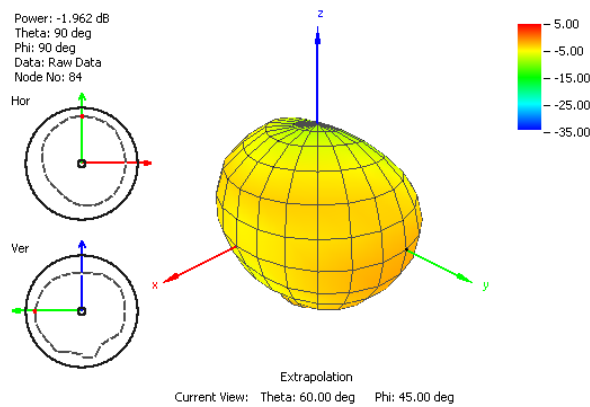 Power: -1.962 dB
Theta: 90 deg
Phi: 90 deg
Data: Raw Data
Node No: 84
Hor
Ver
z
x
y
5.00
-5.00
-15.00
-25.00
-35.00
Extrapolation
Current View: Theta: 60.00 deg Phi: 45.00 deg